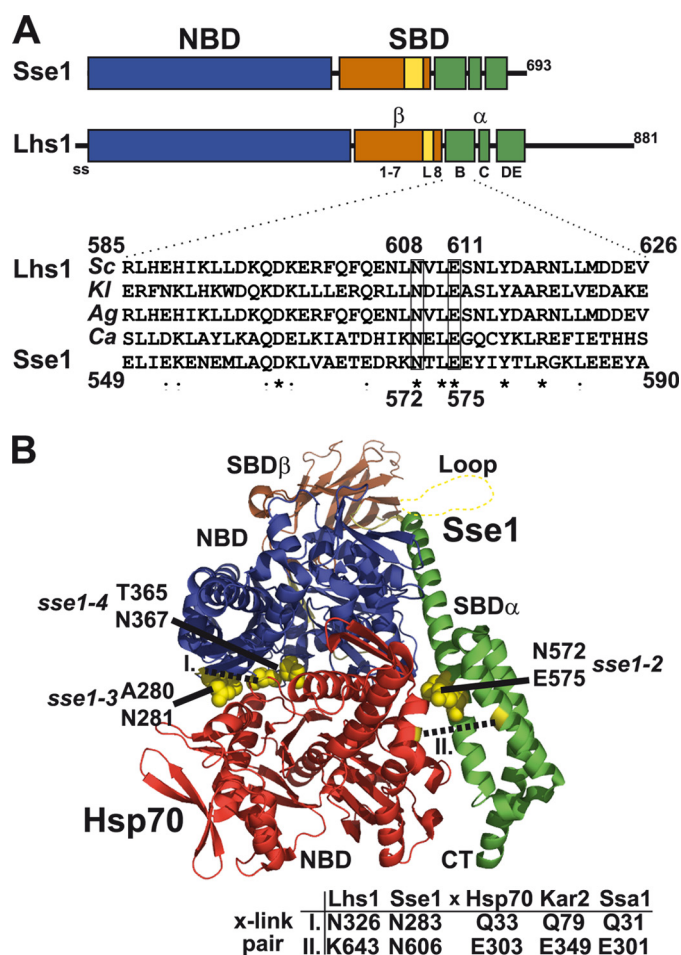 A
NBD SBD
Sse1 693
β α
Lhs1 881
ss 1-7 L 8 B C DE
585 608 611 626
Lhs1 Sc RLHEHIKLLDKQDKERFQFQENLNVLESNLYDARNLLMDDEV
Kl ERFNKLHKWDQKDKLLLERQRLLNDLEASLYAARELVEDAKE
Ag RLHEHIKLLDKQDKERFQFQENLNVLESNLYDARNLLMDDEV
Ca SLLDKLAYLKAQDELKIATDHIKNELEGQCYKLREFIETHHS
Sse1 ELIEKENEMLAQDKLVAETEDRKNTLEEYIYTLRGKLEEEYA
549 572 575 590
. . * . . * ** * * .
B
SBDβ Loop
Sse1
NBD
SBDα
sse1-4 T365
N367
N572
E575 sse1-2
I.
sse1-3 A280
N281
II.
Hsp70
NBD CT
Lhs1 Sse1 x Hsp70 Kar2 Ssa1
x-link I. N326 N283 Q33 Q79 Q31
pair II. K643 N606 E303 E349 E301